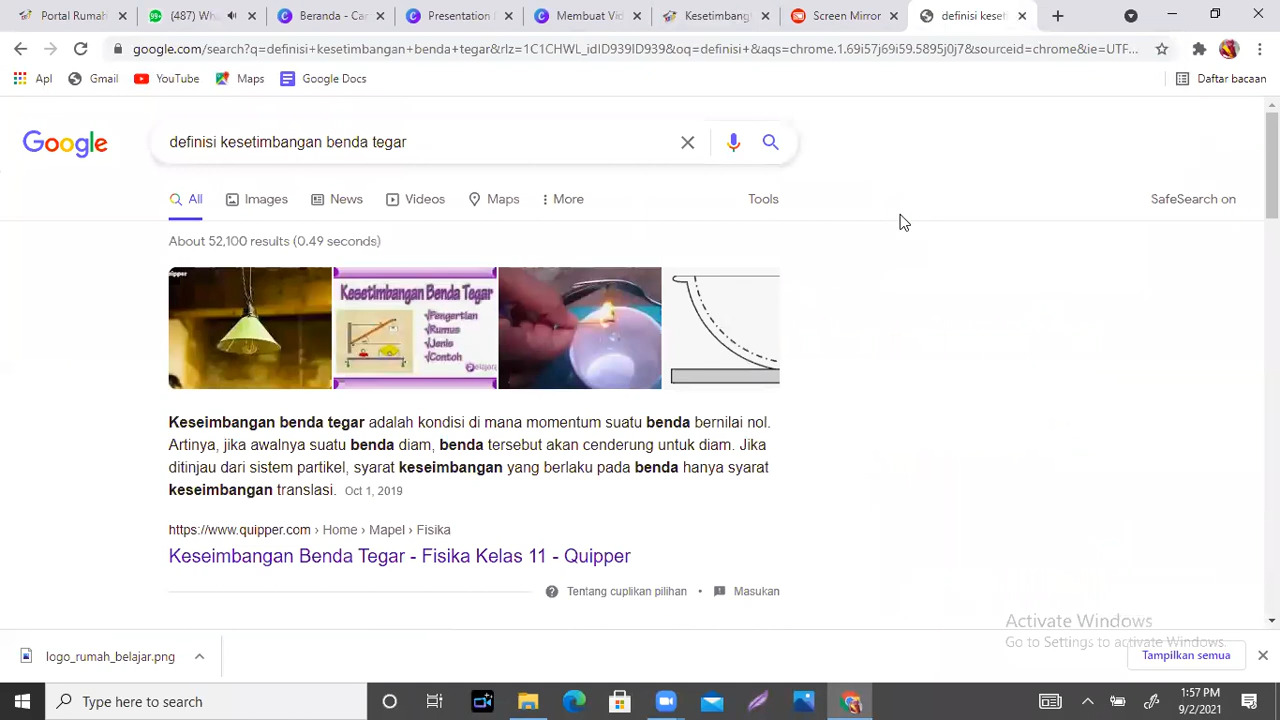 Portal Ruma
(487) Wha
Beranda - Can
Presentation
Membuat Vid
Kesetimbang
Screen Mirror
definisi keset
google.com/search?q=definisi+kesetimbangan+benda+tegar&rlz=1C1CHWL_idID939ID939&oq=definisi+&aqs=chrome.1.69i57j69i59.5895j0j7&sourceid=chrome&ie=UTF...
Apl Gmail YouTube Maps Google Docs Daftar bacaan
Google definisi kesetimbangan benda tegar
All Images News Videos Maps More Tools SafeSearch on
About 52,100 results (0.49 seconds)
Kesetimbangan Benda Tegar
√Pengertian
√Rumus
√Jenis
√Contoh
Keseimbangan benda tegar adalah kondisi di mana momentum suatu benda bernilai nol.
Artinya, jika awalnya suatu benda diam, benda tersebut akan cenderung untuk diam. Jika
ditinjau dari sistem partikel, syarat keseimbangan yang berlaku pada benda hanya syarat
keseimbangan translasi. Oct 1, 2019
https://www.quipper.com › Home › Mapel › Fisika
Keseimbangan Benda Tegar - Fisika Kelas 11 - Quipper
Tentang cuplikan pilihan • Masukan
Activate Windows
Go to Settings to activate Windows.
logo_rumah_belajar.png Tampilkan semua
Type here to search
1:57 PM
9/2/2021